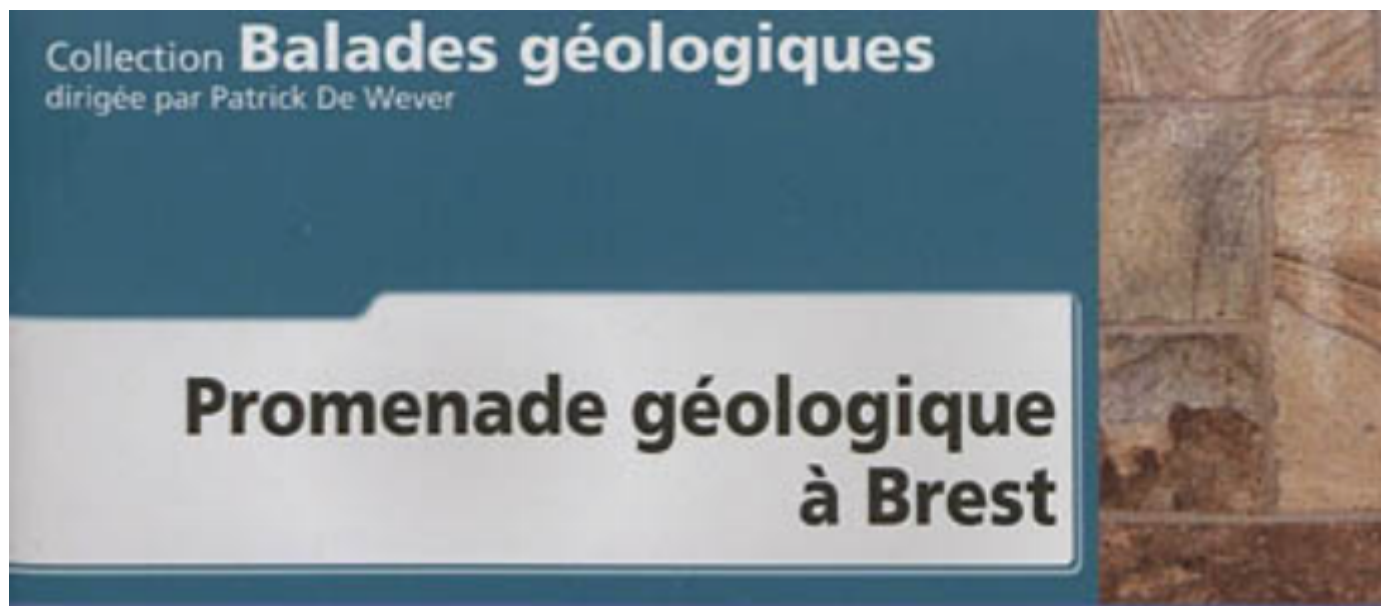 Collection Balades géologiques
dirigée par Patrick De Wever
Promenade géologique
à Brest